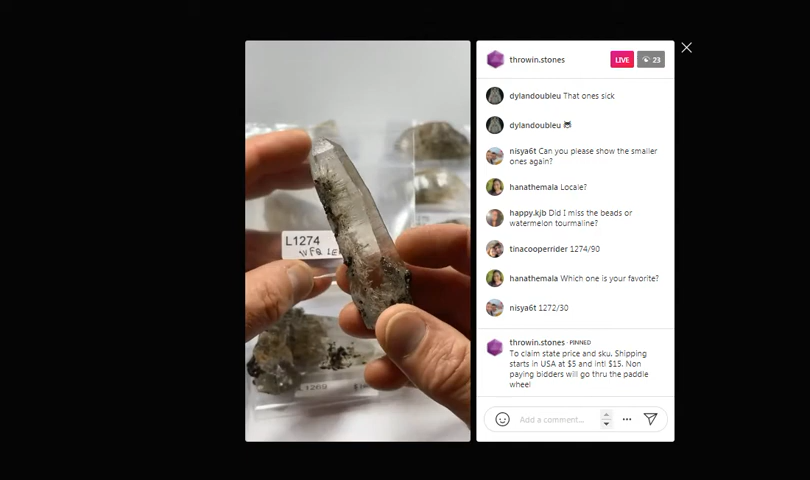 throwin.stones LIVE 23
dylandoubleu That ones sick
dylandoubleu
nisya6t Can you please show the smaller
ones again?
hanathemala Locale?
happy.kjb Did I miss the beads or
watermelon tourmaline?
tinacooperrider 1274/90
hanathemala Which one is your favorite?
nisya6t 1272/30
throwin.stones · PINNED
To claim state price and sku. Shipping
starts in USA at $5 and intl $15. Non
paying bidders will go thru the paddle
wheel
Add a comment...
L1274
WFQ
L1269